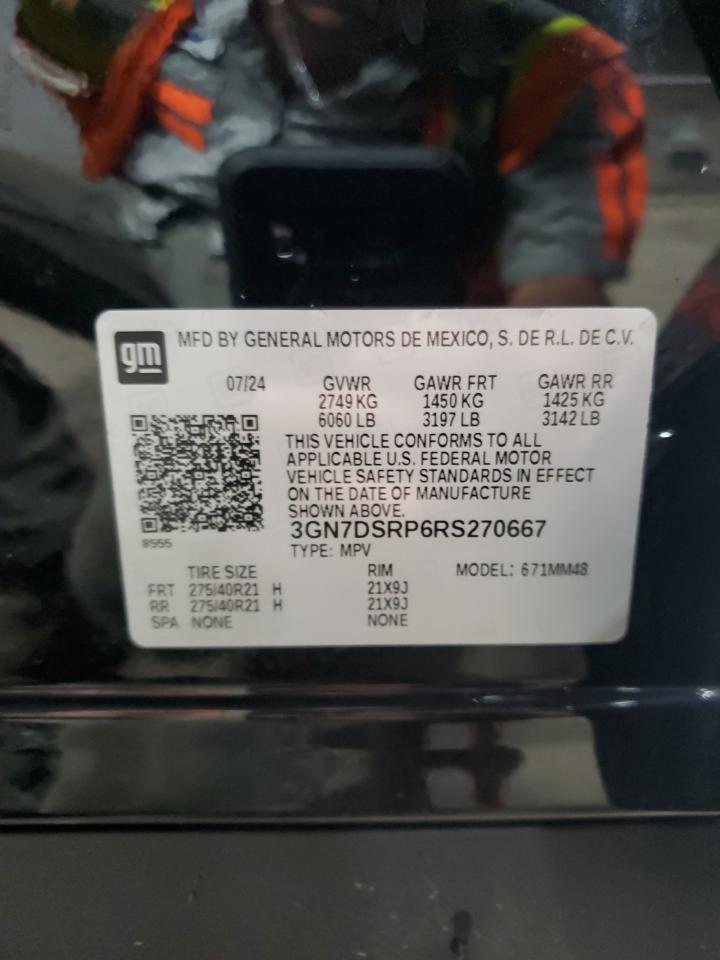 gm
MFD BY GENERAL MOTORS DE MEXICO, S. DE R.L. DE C.V.
07/24 GVWR GAWR FRT GAWR RR
2749 KG 1450 KG 1425 KG
6060 LB 3197 LB 3142 LB
THIS VEHICLE CONFORMS TO ALL
APPLICABLE U.S. FEDERAL MOTOR
VEHICLE SAFETY STANDARDS IN EFFECT
ON THE DATE OF MANUFACTURE
SHOWN ABOVE.
3GN7DSRP6RS270667
8555
TYPE: MPV
TIRE SIZE RIM MODEL: 671MM48
FRT 275/40R21 H 21X9J
RR 275/40R21 H 21X9J
SPA NONE NONE